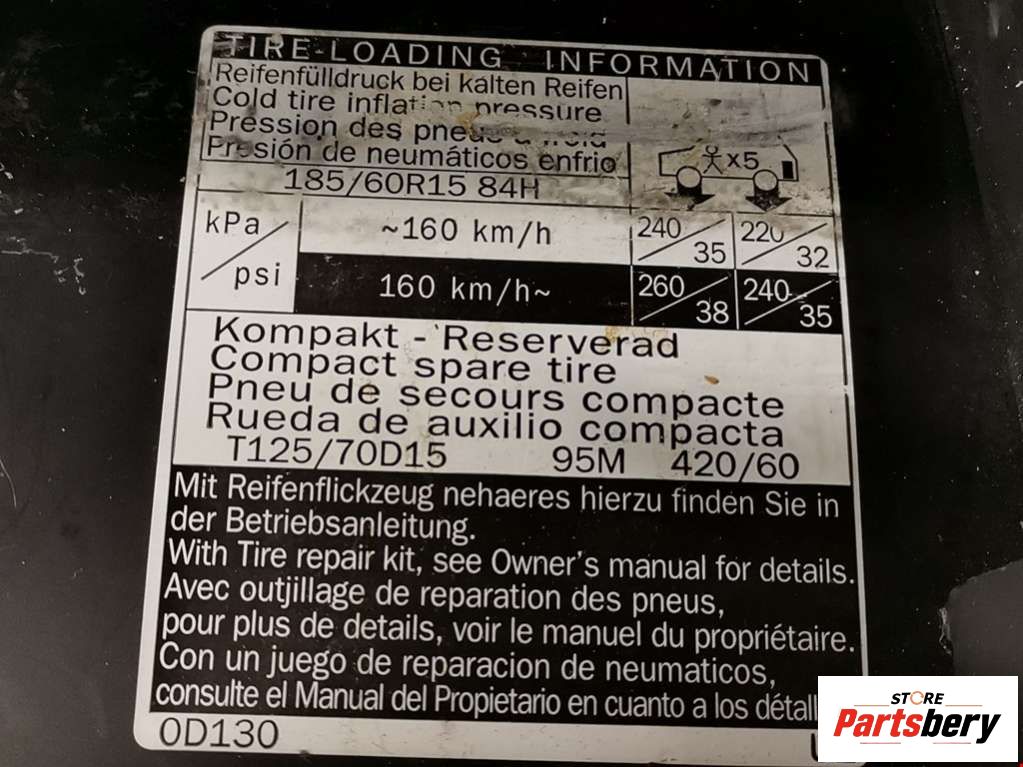 TIRE-LOADING INFORMATION
Reifenfülldruck bei kalten Reifen
Cold tire inflation pressure
Pression des pneus à froid
Presión de neumáticos enfrio
x5
185/60R15 84H
kPa/psi ~160 km/h 240/35 220/32
160 km/h~ 260/38 240/35
Kompakt - Reserverad
Compact spare tire
Pneu de secours compacte
Rueda de auxilio compacta
T125/70D15 95M 420/60
Mit Reifenflickzeug nehaeres hierzu finden Sie in
der Betriebsanleitung.
With Tire repair kit, see Owner's manual for details.
Avec outjillage de reparation des pneus,
pour plus de details, voir le manuel du propriétaire.
Con un juego de reparacion de neumaticos,
consulte el Manual del Propietario en cuanto a los détall
0D130
STORE
Partsbery